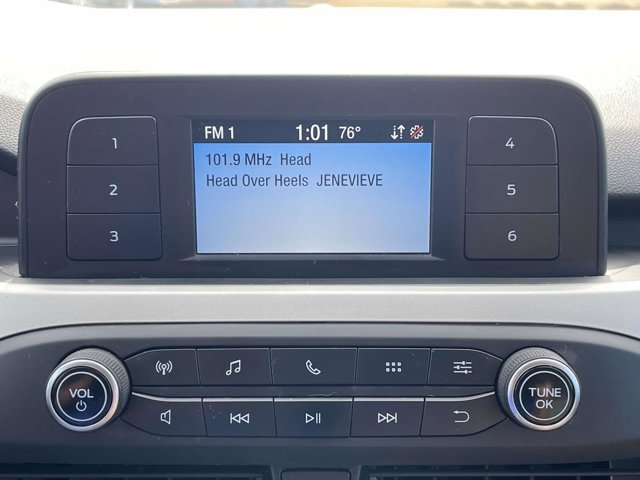 FM 1 1:01 76°
101.9 MHz Head
Head Over Heels JENEVIEVE
1
2
3
4
5
6
VOL
TUNE
OK